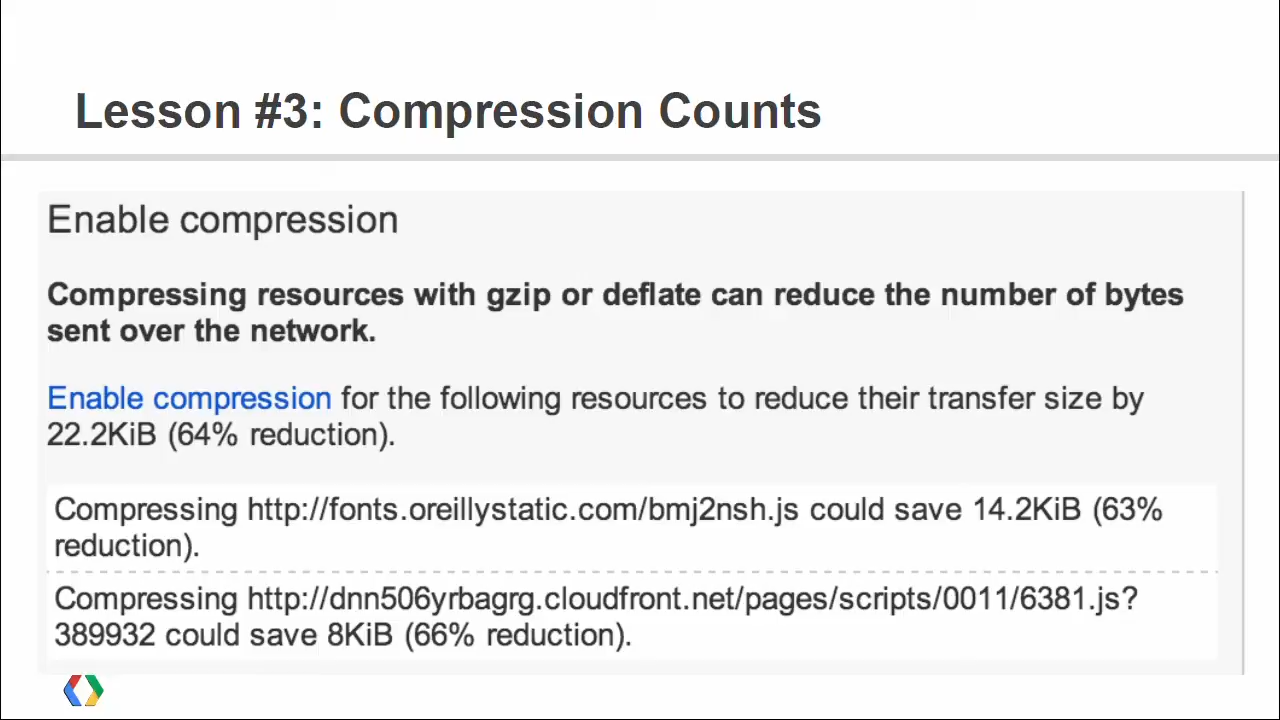 Lesson #3: Compression Counts
Enable compression
Compressing resources with gzip or deflate can reduce the number of bytes
sent over the network.
Enable compression for the following resources to reduce their transfer size by
22.2KiB (64% reduction).
Compressing http://fonts.oreillystatic.com/bmj2nsh.js could save 14.2KiB (63%
reduction).
Compressing http://dnn506yrbagrg.cloudfront.net/pages/scripts/0011/6381.js?
389932 could save 8KiB (66% reduction).